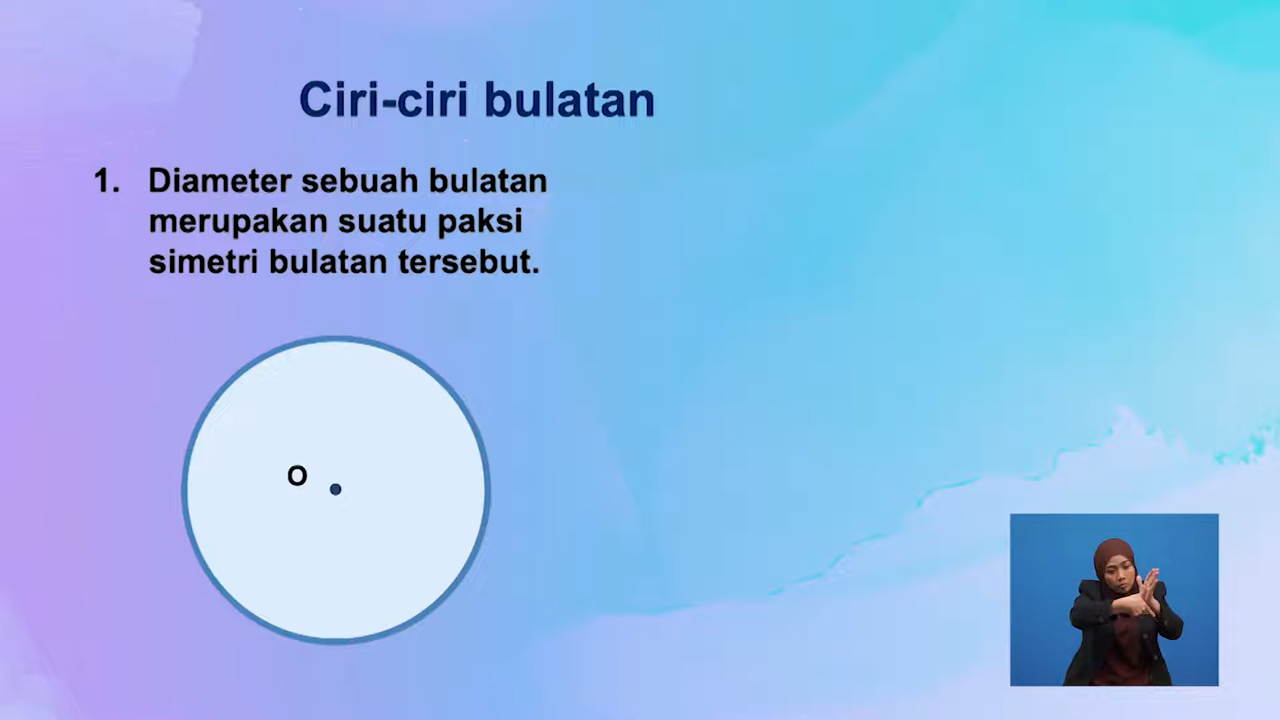 Ciri-ciri bulatan
1. Diameter sebuah bulatan
merupakan suatu paksi
simetri bulatan tersebut.
O